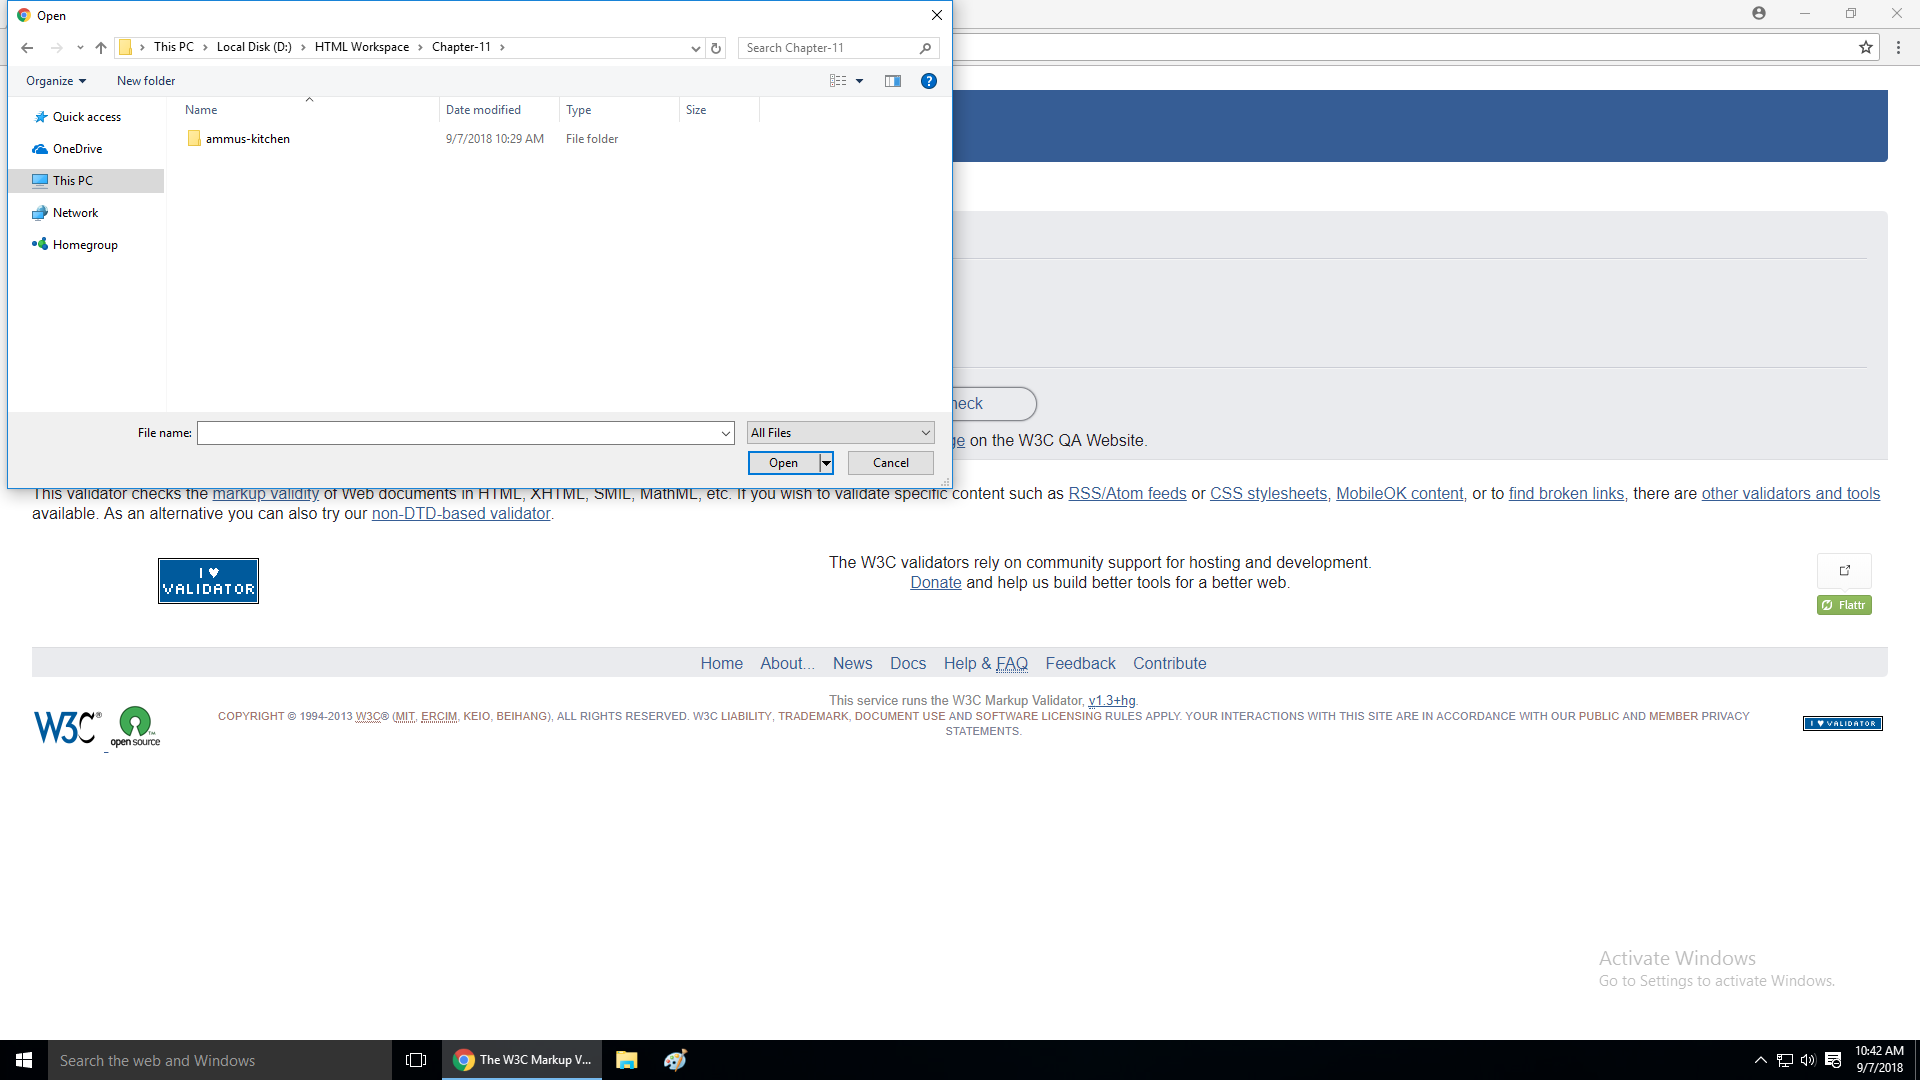 Open
This PC
Local Disk (D:)
HTML Workspace
Chapter-11
Search Chapter-11
Organize
New folder
Name
Date modified
Type
Size
Quick access
OneDrive
This PC
Network
Homegroup
ammus-kitchen
9/7/2018 10:29 AM
File folder
File name:
All Files
Open
Cancel
heck
ge on the W3C QA Website.
This validator checks the markup validity of Web documents in HTML, XHTML, SMIL, MathML, etc. If you wish to validate specific content such as RSS/Atom feeds or CSS stylesheets, MobileOK content, or to find broken links, there are other validators and tools
available. As an alternative you can also try our non-DTD-based validator.
I ♥
VALIDATOR
The W3C validators rely on community support for hosting and development.
Donate and help us build better tools for a better web.
Flattr
Home About... News Docs Help & FAQ Feedback Contribute
W3C®
open source
TM
This service runs the W3C Markup Validator, v1.3+hg.
COPYRIGHT © 1994-2013 W3C® (MIT, ERCIM, KEIO, BEIHANG), ALL RIGHTS RESERVED. W3C LIABILITY, TRADEMARK, DOCUMENT USE AND SOFTWARE LICENSING RULES APPLY. YOUR INTERACTIONS WITH THIS SITE ARE IN ACCORDANCE WITH OUR PUBLIC AND MEMBER PRIVACY
STATEMENTS.
I ♥ VALIDATOR
Activate Windows
Go to Settings to activate Windows.
Search the web and Windows
The W3C Markup V...
10:42 AM
9/7/2018